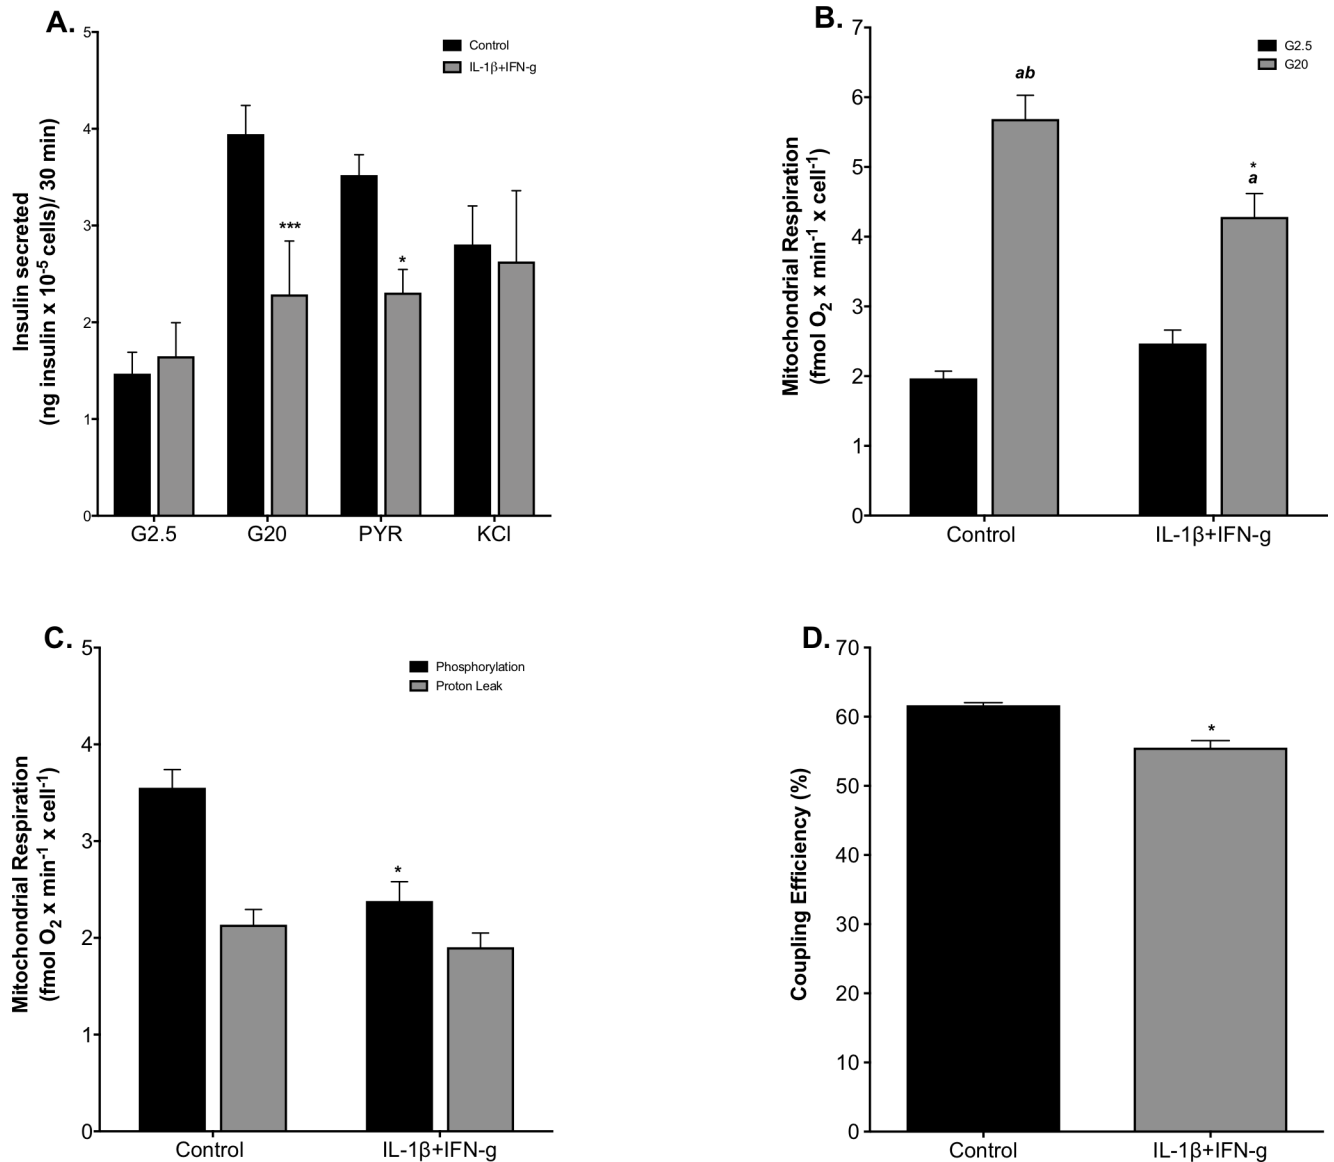 A.
Insulin secreted
(ng insulin x 10-5 cells)/ 30 min)
5
4
3
2
1
0
Control
IL-1β+IFN-g
***
*
G2.5 G20 PYR KCl
B.
Mitochondrial Respiration
(fmol O2 x min-1 x cell-1)
7
6
5
4
3
2
1
0
G2.5
G20
ab
*
a
Control IL-1β+IFN-g
C.
Mitochondrial Respiration
(fmol O2 x min-1 x cell-1)
5
4
3
2
1
0
Phosphorylation
Proton Leak
*
Control IL-1β+IFN-g
D.
Coupling Efficiency (%)
70
60
50
40
30
20
10
0
*
Control IL-1β+IFN-g